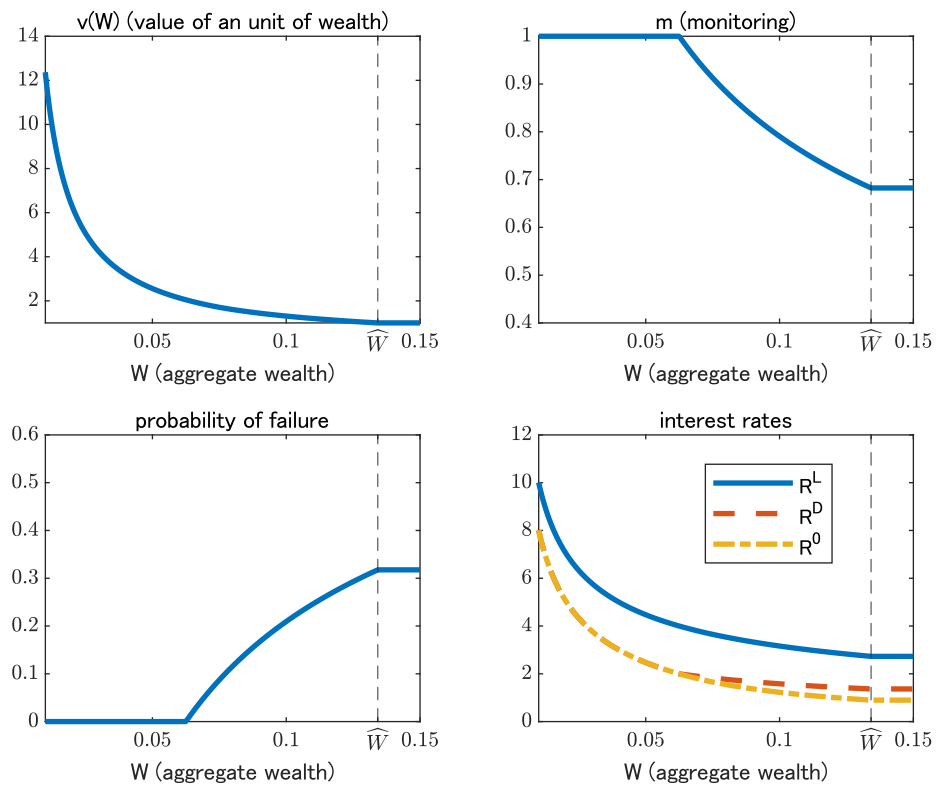 v(W) (value of an unit of wealth)
14
12
10
8
6
4
2
0.05
0.1
Ŵ
0.15
W (aggregate wealth)
m (monitoring)
1
0.9
0.8
0.7
0.6
0.5
0.4
0.05
0.1
Ŵ
0.15
W (aggregate wealth)
probability of failure
0.6
0.5
0.4
0.3
0.2
0.1
0
0.05
0.1
Ŵ
0.15
W (aggregate wealth)
interest rates
12
10
8
6
4
2
0
R^L
R^D
R^0
0.05
0.1
Ŵ
0.15
W (aggregate wealth)